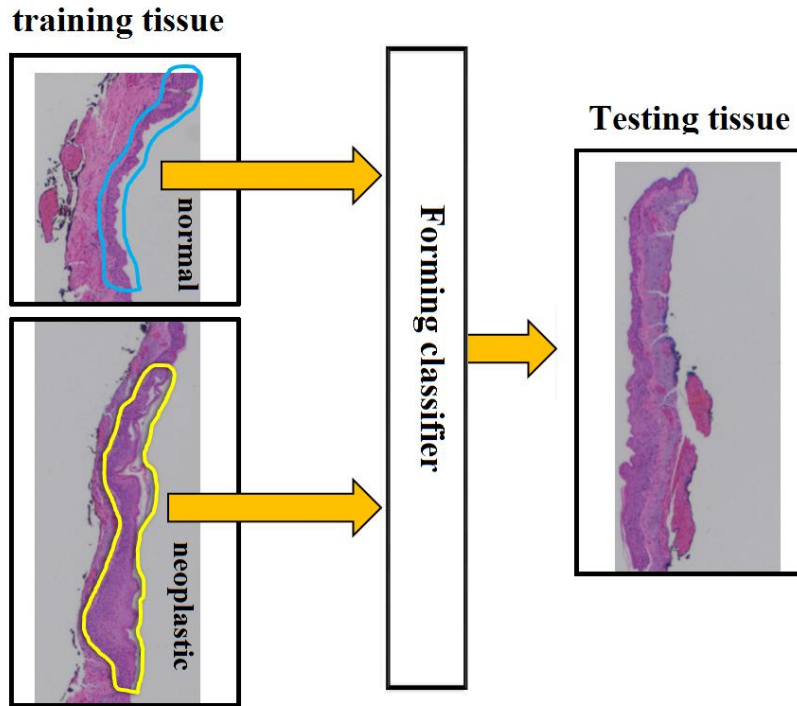 training tissue
normal
neoplastic
Forming classifier
Testing tissue